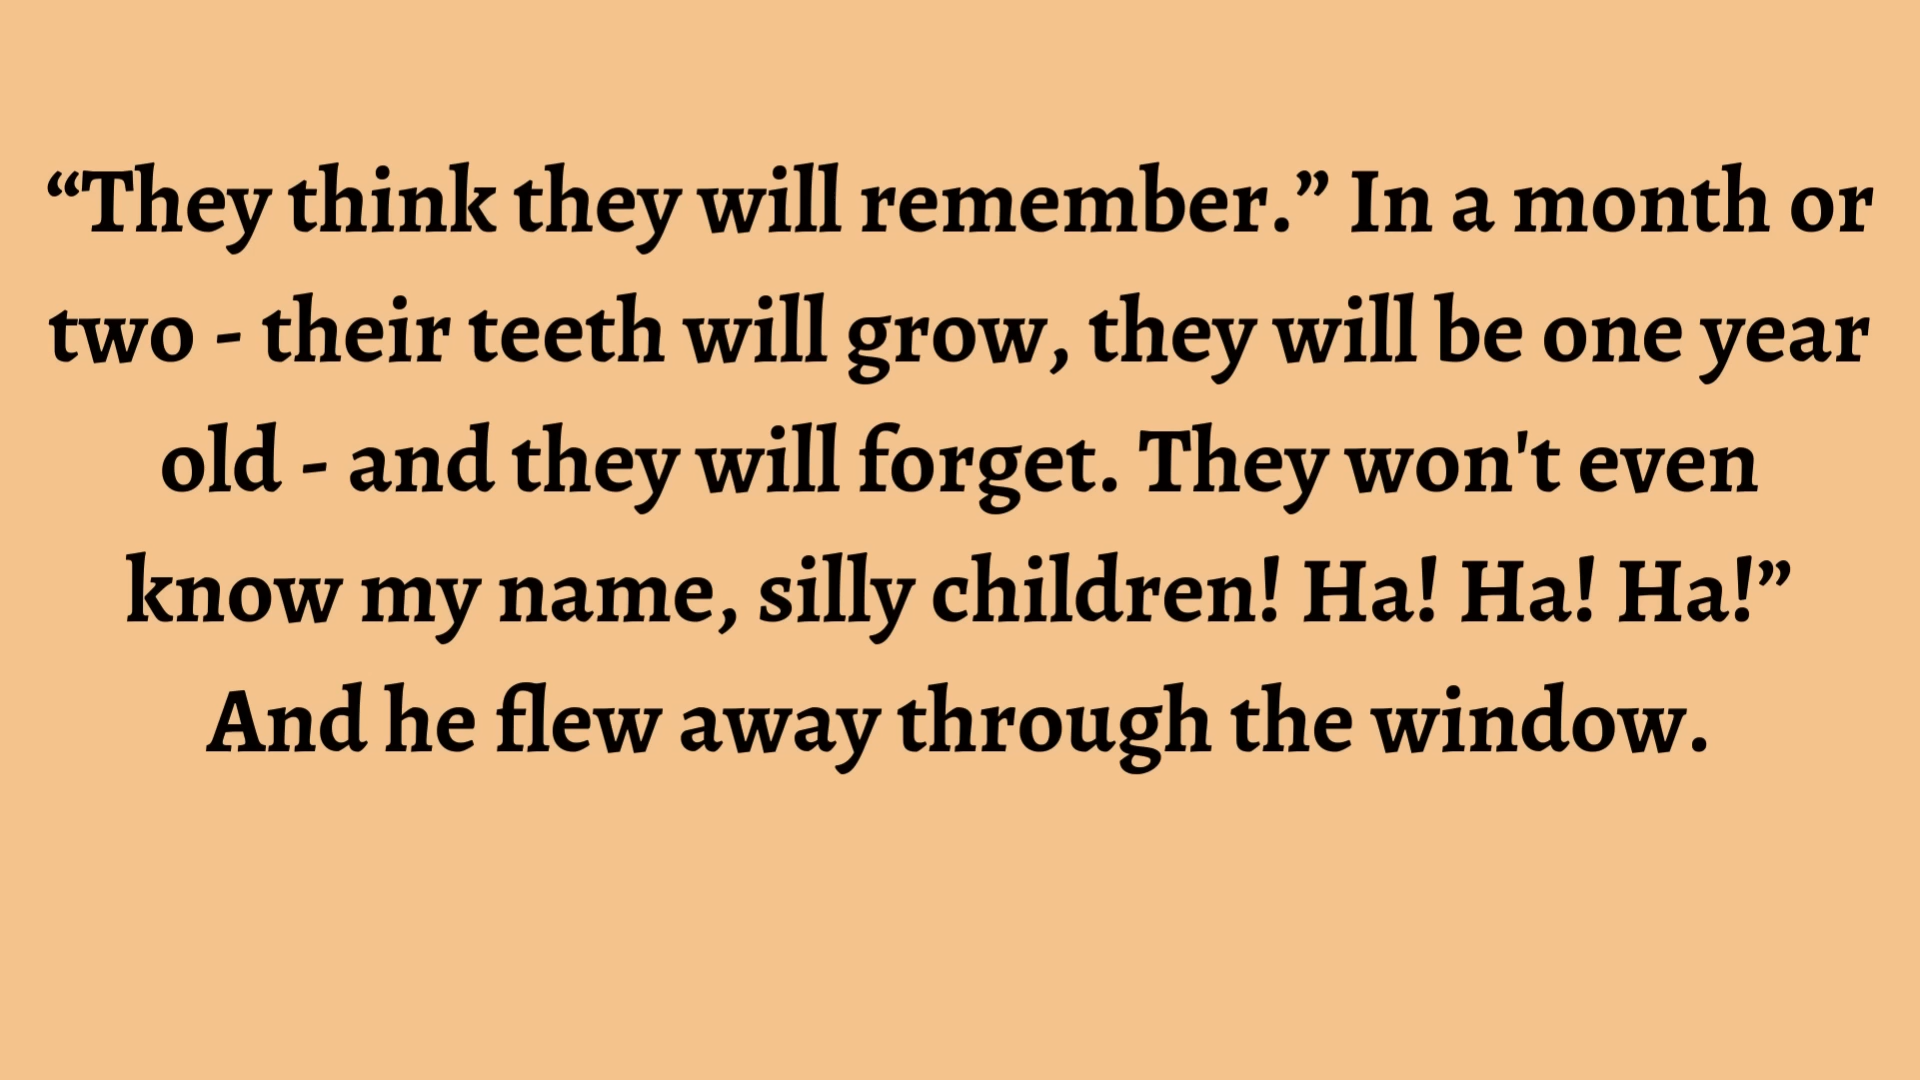 “They think they will remember.” In a month or
two - their teeth will grow, they will be one year
old - and they will forget. They won't even
know my name, silly children! Ha! Ha! Ha!”
And he flew away through the window.